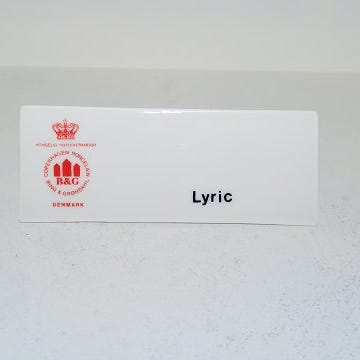 KONGELIG HOFLEVERANDØR
COPENHAGEN PORCELAIN
B&G
BING & GRØNDAHL
DENMARK
Lyric